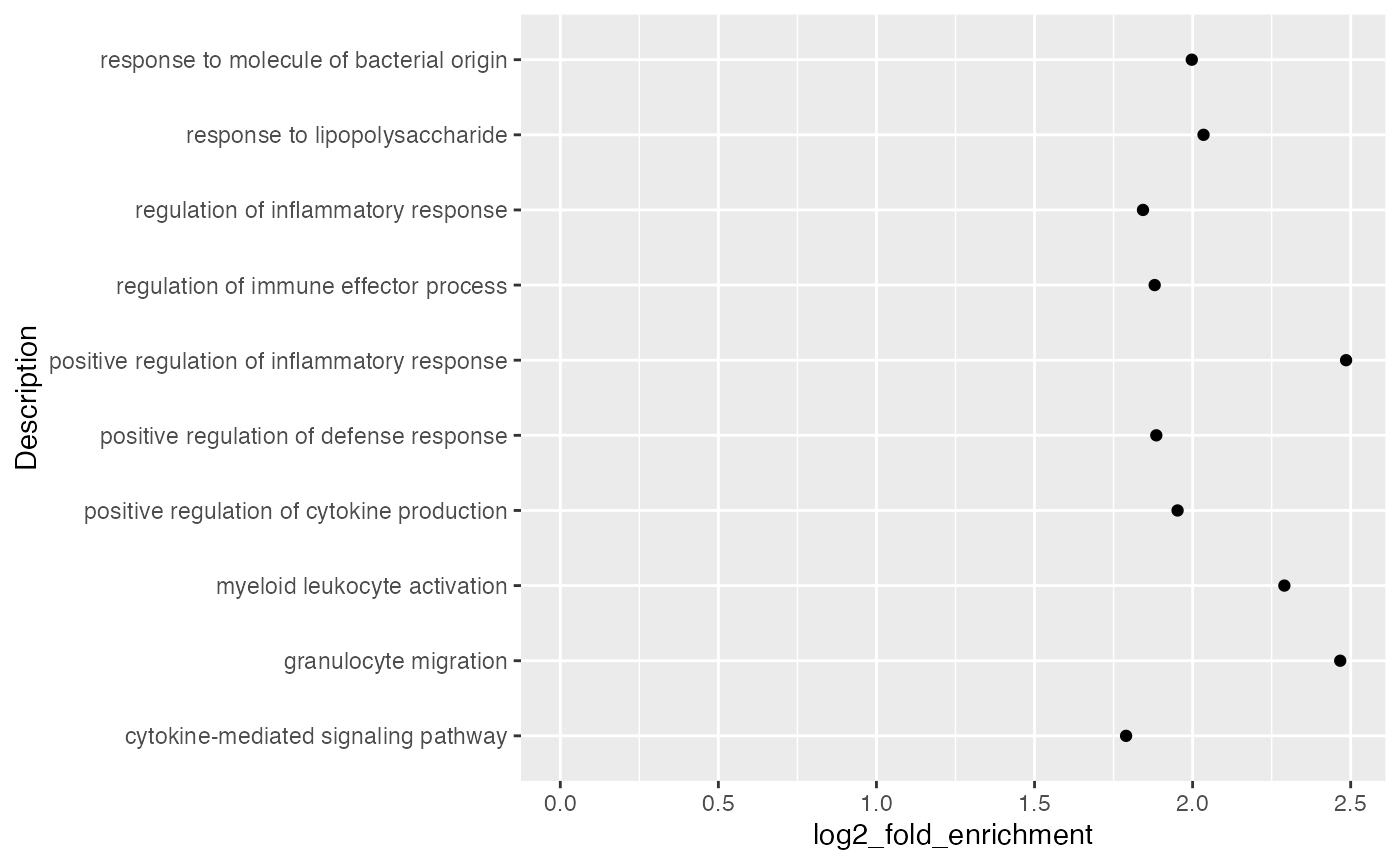 response to molecule of bacterial origin
response to lipopolysaccharide
regulation of inflammatory response
regulation of immune effector process
positive regulation of inflammatory response
positive regulation of defense response
positive regulation of cytokine production
myeloid leukocyte activation
granulocyte migration
cytokine-mediated signaling pathway
Description
0.0 0.5 1.0 1.5 2.0 2.5
log2_fold_enrichment